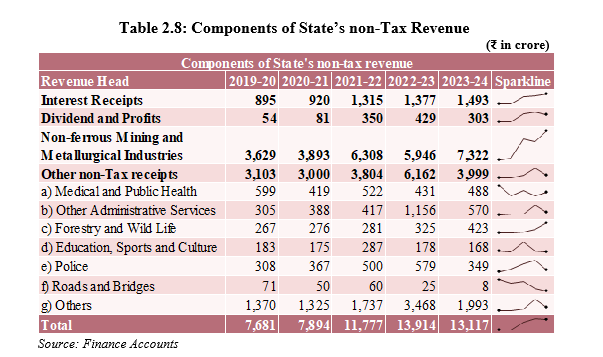 Table 2.8: Components of State's non-Tax Revenue
(₹ in crore)
Components of State's non-tax revenue
Revenue Head 2019-20 2020-21 2021-22 2022-23 2023-24 Sparkline
Interest Receipts 895 920 1,315 1,377 1,493
Dividend and Profits 54 81 350 429 303
Non-ferrous Mining and
Metallurgical Industries 3,629 3,893 6,308 5,946 7,322
Other non-Tax receipts 3,103 3,000 3,804 6,162 3,999
a) Medical and Public Health 599 419 522 431 488
b) Other Administrative Services 305 388 417 1,156 570
c) Forestry and Wild Life 267 276 281 325 423
d) Education, Sports and Culture 183 175 287 178 168
e) Police 308 367 500 579 349
f) Roads and Bridges 71 50 60 25 8
g) Others 1,370 1,325 1,737 3,468 1,993
Total 7,681 7,894 11,777 13,914 13,117
Source: Finance Accounts